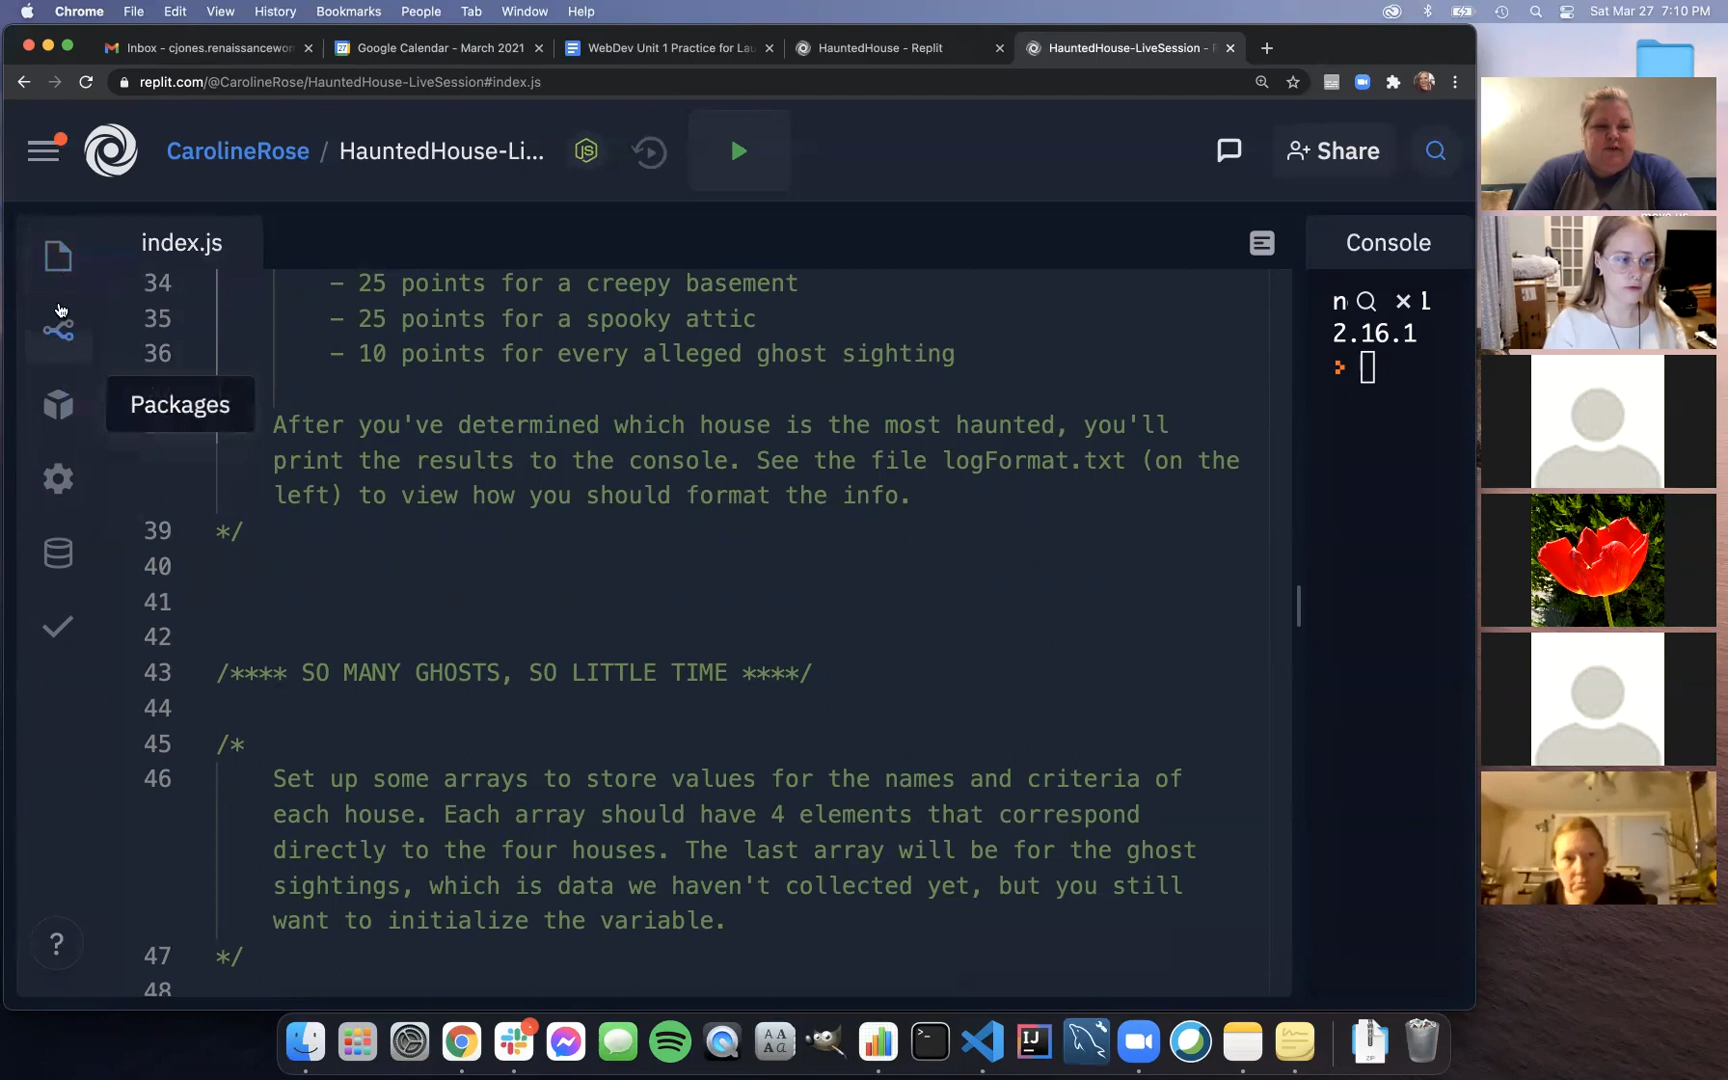 Chrome File Edit View History Bookmarks People Tab Window Help Sat Mar 27 7:10 PM
Inbox - cjones.renaissancewon × Google Calendar - March 2021 × WebDev Unit 1 Practice for Lau × HauntedHouse - Replit × HauntedHouse-LiveSession - R ×
replit.com/@CarolineRose/HauntedHouse-LiveSession#index.js
CarolineRose / HauntedHouse-Li... JS Share
index.js
Console
34 - 25 points for a creepy basement
35 - 25 points for a spooky attic
36 - 10 points for every alleged ghost sighting
Packages
After you've determined which house is the most haunted, you'll
print the results to the console. See the file logFormat.txt (on the
left) to view how you should format the info.
39 */
40
41
42
43 /**** SO MANY GHOSTS, SO LITTLE TIME ****/
44
45 /*
46 Set up some arrays to store values for the names and criteria of
each house. Each array should have 4 elements that correspond
directly to the four houses. The last array will be for the ghost
sightings, which is data we haven't collected yet, but you still
want to initialize the variable.
47 */
48
2.16.1
?
IJ
ZIP